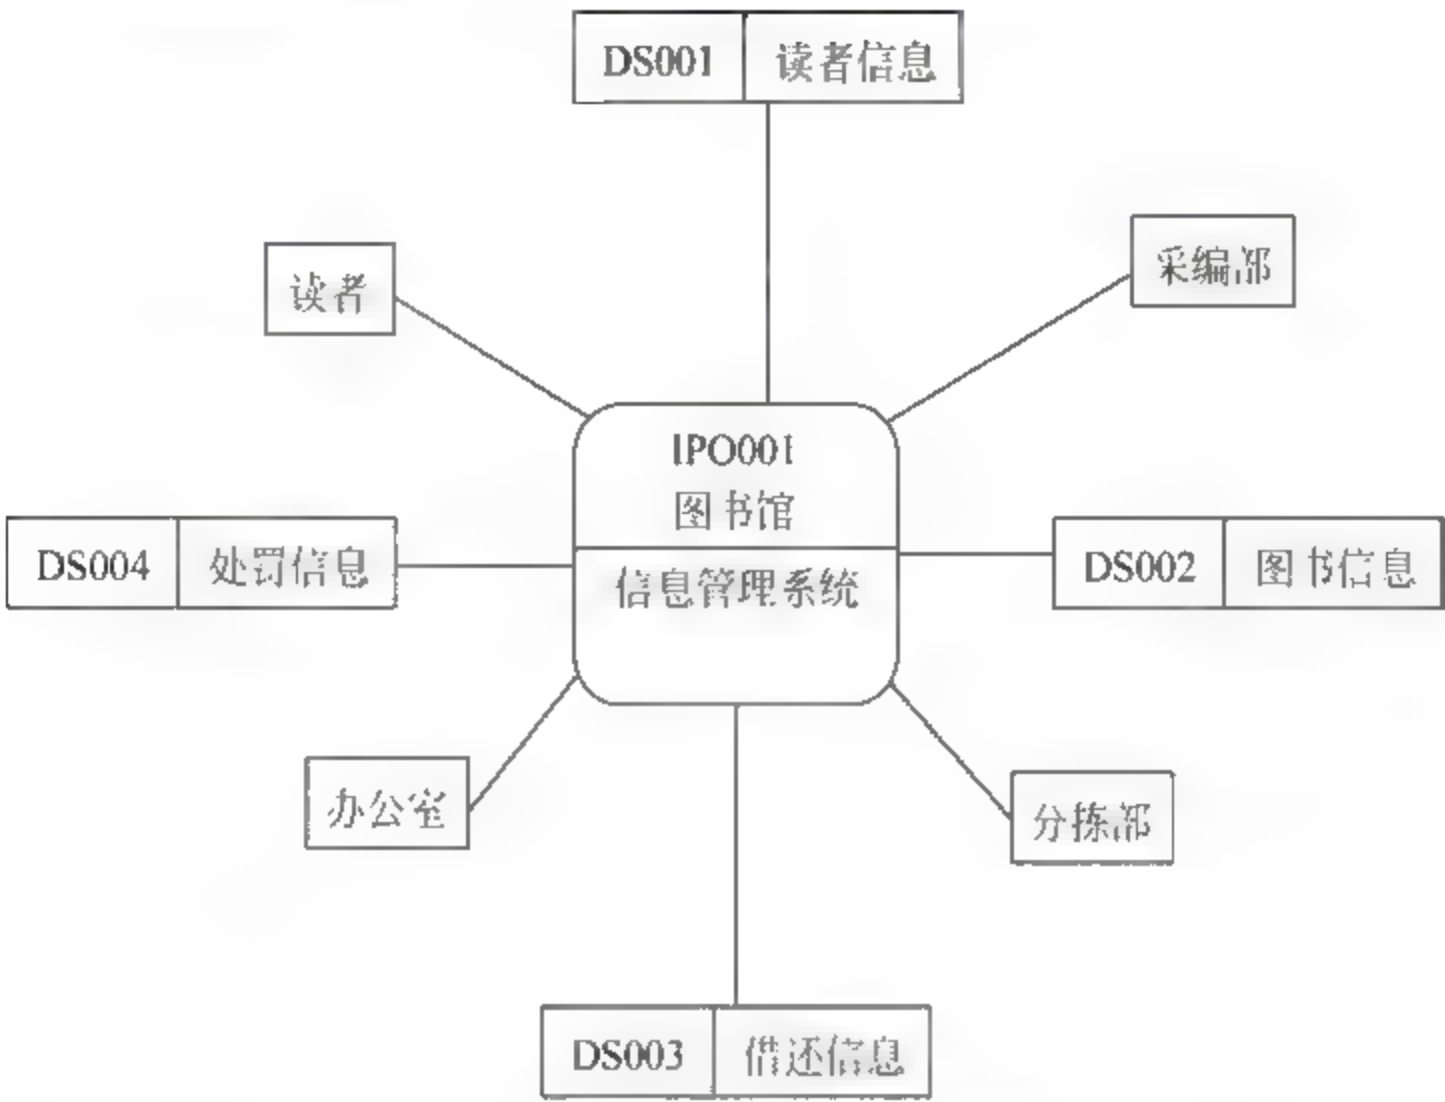 DS001 读者信息
采编部
读者
IPO001
图书馆
DS004 处罚信息
信息管理系统
DS002 图书信息
办公室
分拣部
DS003 借还信息